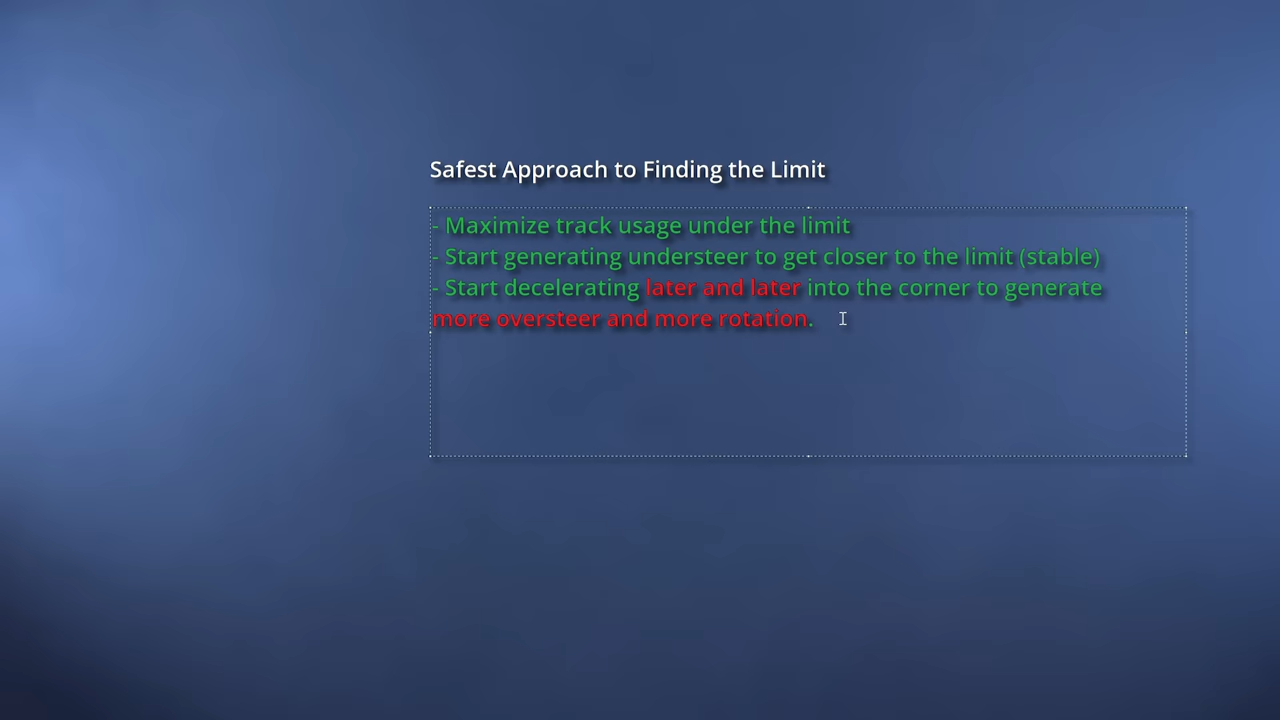 Safest Approach to Finding the Limit
- Maximize track usage under the limit
- Start generating understeer to get closer to the limit (stable)
- Start decelerating later and later into the corner to generate
more oversteer and more rotation.